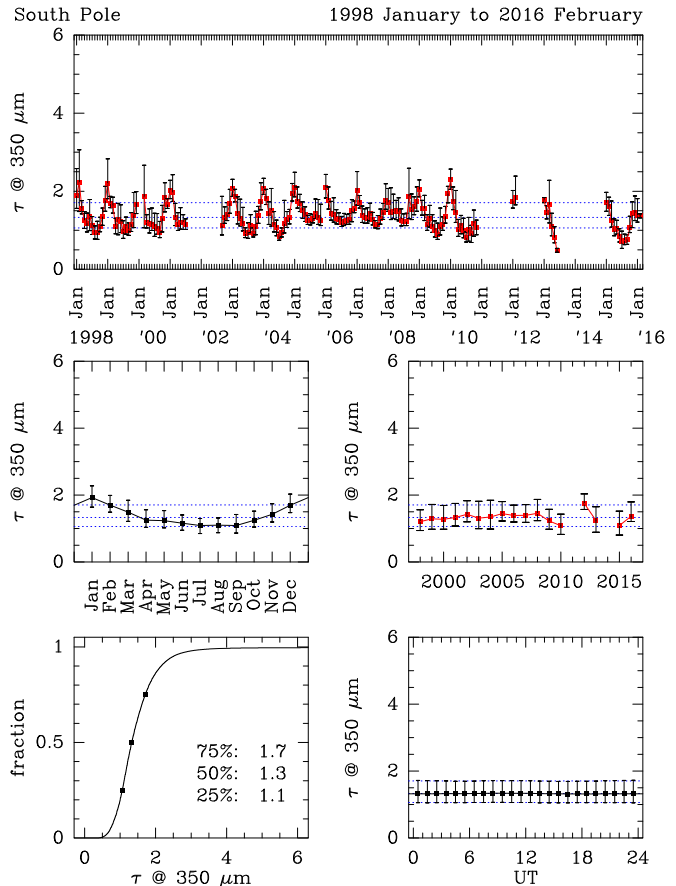 South Pole 1998 January to 2016 February
6
4
2
0
τ @ 350 μm
Jan Jan Jan Jan Jan Jan Jan Jan Jan Jan Jan Jan Jan Jan Jan Jan Jan Jan Jan
1998 '00 '02 '04 '06 '08 '10 '12 '14 '16
6
4
2
0
τ @ 350 μm
Jan Feb Mar Apr May Jun Jul Aug Sep Oct Nov Dec
6
4
2
0
τ @ 350 μm
2000 2005 2010 2015
1
0.5
0
fraction
75%: 1.7
50%: 1.3
25%: 1.1
0 2 4 6
τ @ 350 μm
6
4
2
0
τ @ 350 μm
0 6 12 18 24
UT